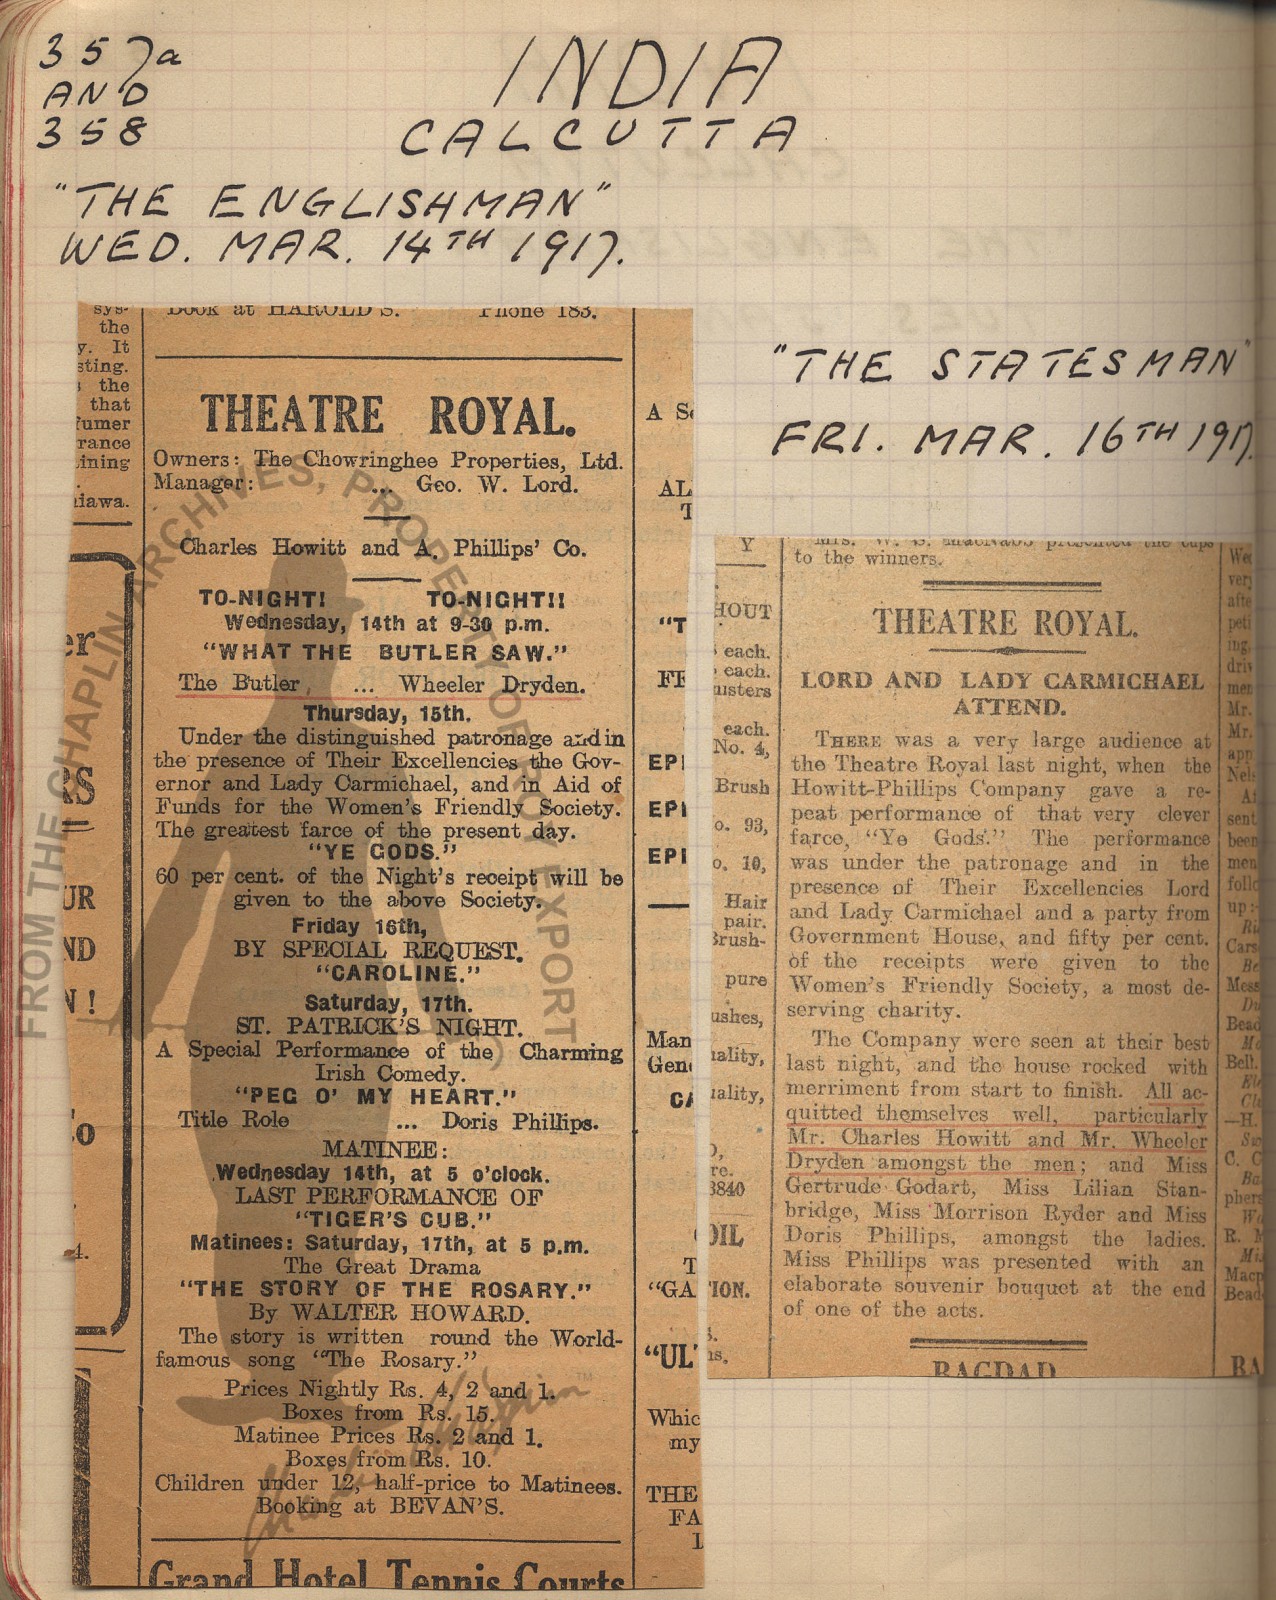 357a
AND
358
INDIA
CALCUTTA
"THE ENGLISHMAN"
WED. MAR. 14TH 1917.
"THE STATESMAN"
FRI. MAR. 16TH 1917.
Book at HAROLD'S. Phone 183.
THEATRE ROYAL.
Owners: The Chowringhee Properties, Ltd.
Manager: ... Geo. W. Lord.
Charles Howitt and A. Phillips' Co.
TO-NIGHT! TO-NIGHT!!
Wednesday, 14th at 9-30 p.m.
"WHAT THE BUTLER SAW."
The Butler, ... Wheeler Dryden.
Thursday, 15th.
Under the distinguished patronage and in
the presence of Their Excellencies the Gov-
ernor and Lady Carmichael, and in Aid of
Funds for the Women's Friendly Society.
The greatest farce of the present day.
"YE GODS."
60 per cent. of the Night's receipt will be
given to the above Society.
Friday 16th,
BY SPECIAL REQUEST.
"CAROLINE."
Saturday, 17th.
ST. PATRICK'S NIGHT.
A Special Performance of the Charming
Irish Comedy.
"PEG O' MY HEART."
Title Role ... Doris Phillips.
MATINEE:
Wednesday 14th, at 5 o'clock.
LAST PERFORMANCE OF
"TIGER'S CUB."
Matinees: Saturday, 17th, at 5 p.m.
The Great Drama
"THE STORY OF THE ROSARY."
By WALTER HOWARD.
The story is written round the World-
famous song "The Rosary."
Prices Nightly Rs. 4, 2 and 1.
Boxes from Rs. 15.
Matinee Prices Rs. 2 and 1.
Boxes from Rs. 10.
Children under 12, half-price to Matinees.
Booking at BEVAN'S.
Grand Hotel Tennis Courts
to the winners.
THEATRE ROYAL.
LORD AND LADY CARMICHAEL
ATTEND.
THERE was a very large audience at
the Theatre Royal last night, when the
Howitt-Phillips Company gave a re-
peat performance of that very clever
farce, "Ye Gods." The performance
was under the patronage and in the
presence of Their Excellencies Lord
and Lady Carmichael and a party from
Government House, and fifty per cent.
of the receipts were given to the
Women's Friendly Society, a most de-
serving charity.
The Company were seen at their best
last night, and the house rocked with
merriment from start to finish. All ac-
quitted themselves well, particularly
Mr. Charles Howitt and Mr. Wheeler
Dryden amongst the men; and Miss
Gertrude Godart, Miss Lilian Stan-
bridge, Miss Morrison Ryder and Miss
Doris Phillips, amongst the ladies.
Miss Phillips was presented with an
elaborate souvenir bouquet at the end
of one of the acts.
BAGDAD
FROM THE CHAPLIN ARCHIVES, PROPERTY OF ROY EXPORT
Charlie Chaplin™